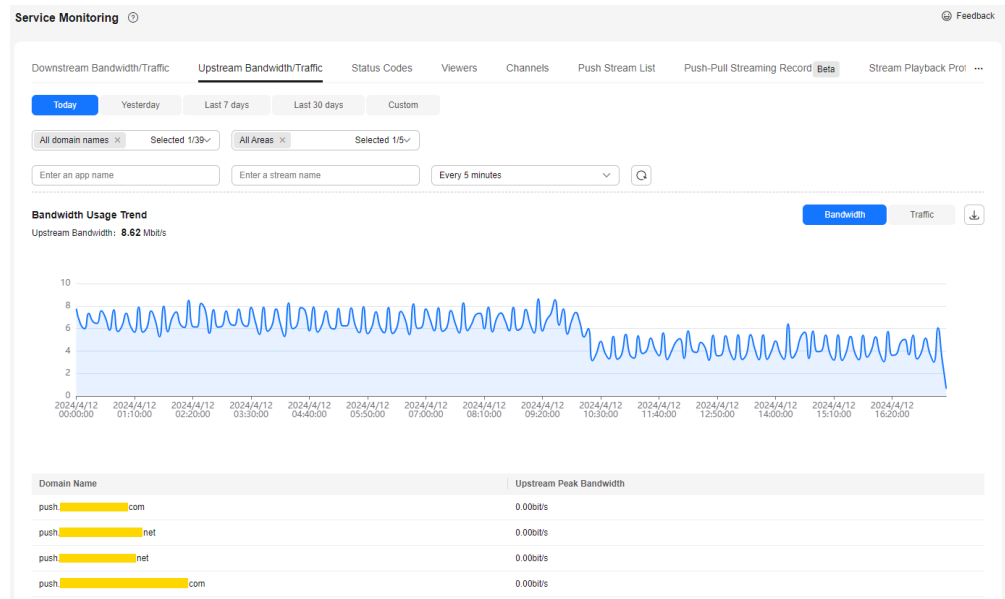 Service Monitoring ?
Feedback
Downstream Bandwidth/Traffic Upstream Bandwidth/Traffic Status Codes Viewers Channels Push Stream List Push-Pull Streaming Record Beta Stream Playback Prof ...
Today Yesterday Last 7 days Last 30 days Custom
All domain names × Selected 1/39 All Areas × Selected 1/5
Enter an app name Enter a stream name Every 5 minutes
Bandwidth Usage Trend Bandwidth Traffic
Upstream Bandwidth: 8.62 Mbit/s
10
8
6
4
2
0
2024/4/12 2024/4/12 2024/4/12 2024/4/12 2024/4/12 2024/4/12 2024/4/12 2024/4/12 2024/4/12 2024/4/12 2024/4/12 2024/4/12 2024/4/12 2024/4/12 2024/4/12
00:00:00 01:10:00 02:20:00 03:30:00 04:40:00 05:50:00 07:00:00 08:10:00 09:20:00 10:30:00 11:40:00 12:50:00 14:00:00 15:10:00 16:20:00
Domain Name Upstream Peak Bandwidth
push. com 0.00bit/s
push. net 0.00bit/s
push. net 0.00bit/s
push. com 0.00bit/s